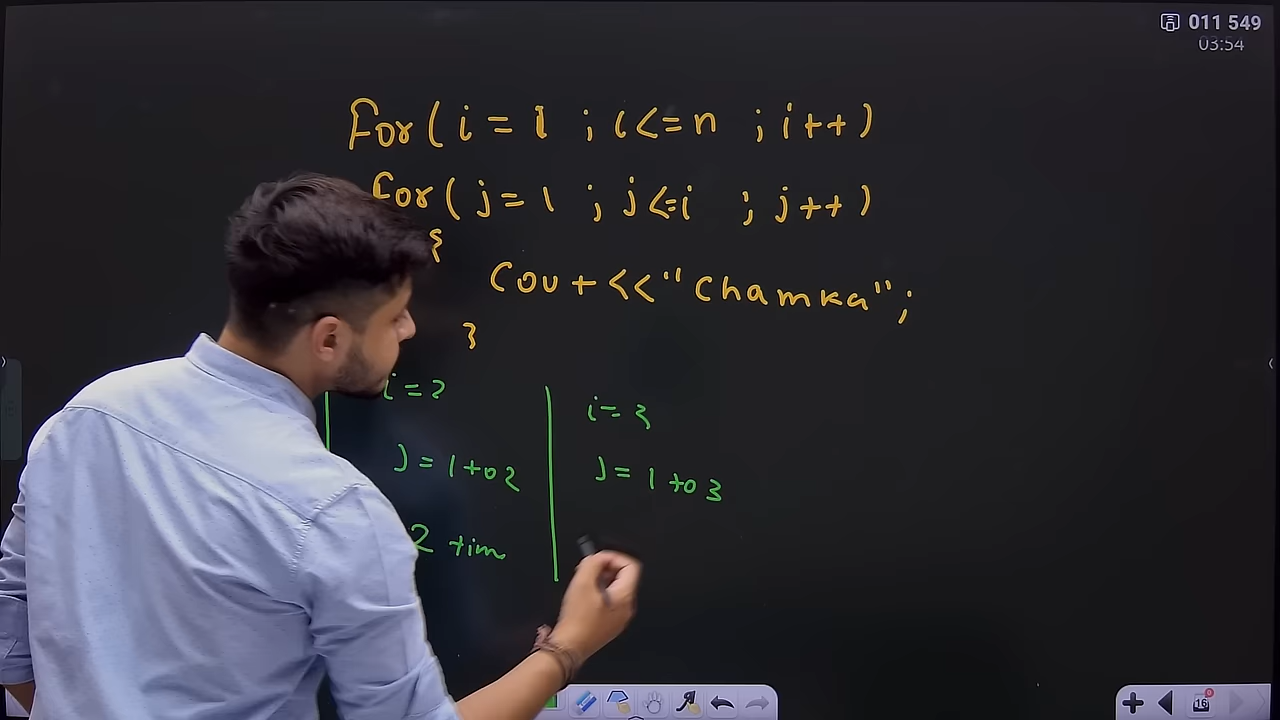 011 549
03:54
For( i = 1 ; i<=n ; i++)
For( j = 1 ; j<=i ; j++)
{
Cout <<"Chamka";
}
i = 2
i = 3
J = 1 to 2
J = 1 to 3
2 tim
16